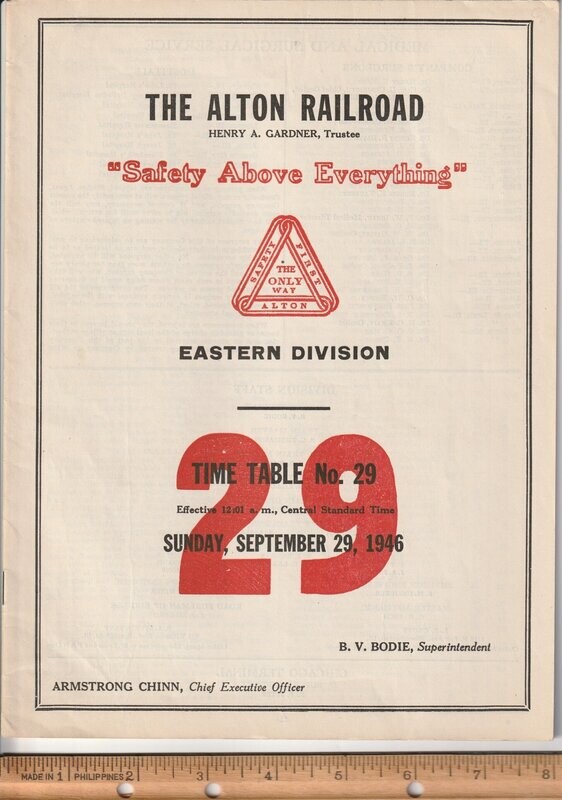 THE ALTON RAILROAD
HENRY A. GARDNER, Trustee
"Safety Above Everything"
SAFETY FIRST
THE
ONLY
WAY
ALTON
EASTERN DIVISION
29
TIME TABLE No. 29
Effective 12:01 a. m., Central Standard Time
SUNDAY, SEPTEMBER 29, 1946
B. V. BODIE, Superintendent
ARMSTRONG CHINN, Chief Executive Officer
MADE IN 1 PHILIPPINES 2 3 4 5 6 7 8